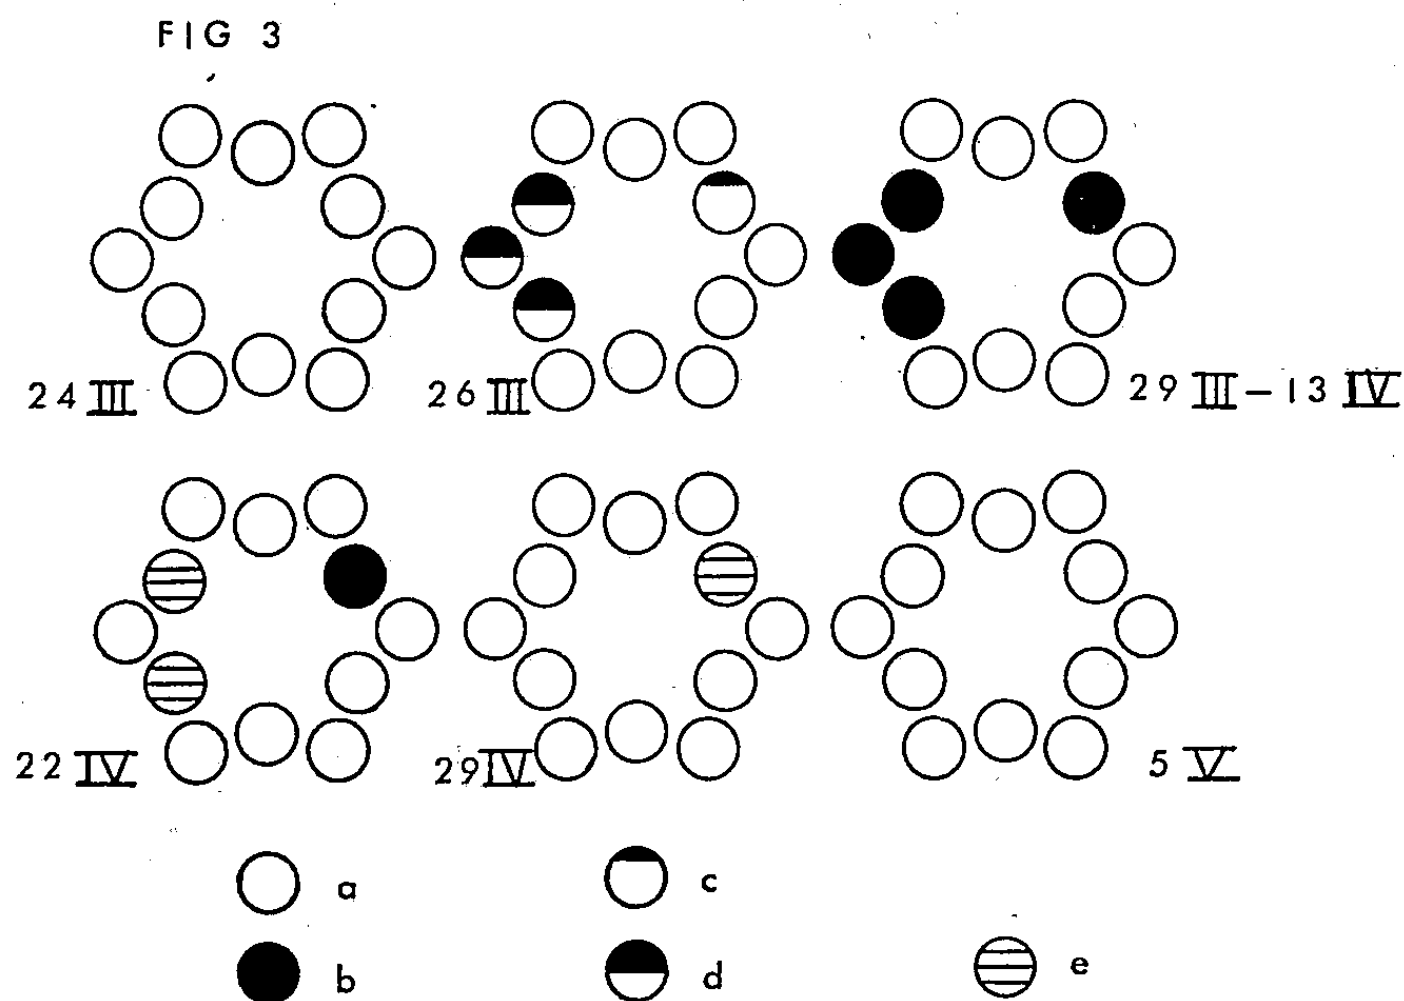 FIG 3
24 III
26 III
29 III – 13 IV
22 IV
29 IV
5 V
a
c
b
d
e